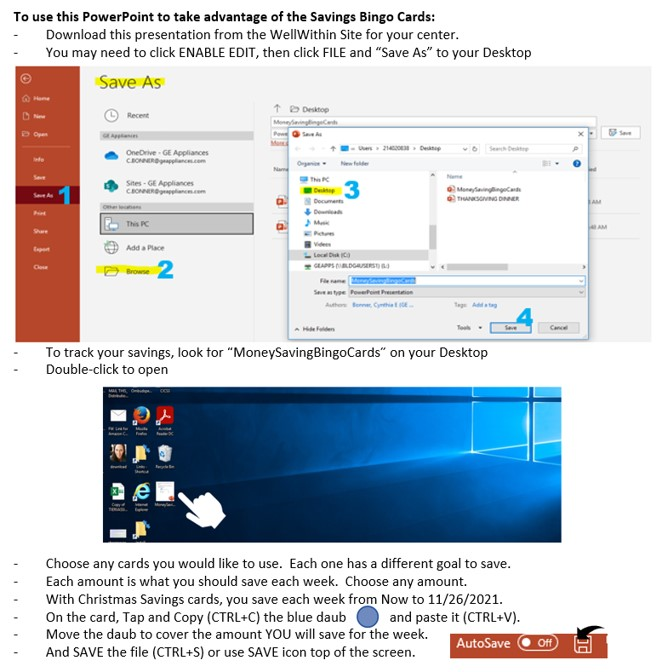 To use this PowerPoint to take advantage of the Savings Bingo Cards:
- Download this presentation from the WellWithin Site for your center.
- You may need to click ENABLE EDIT, then click FILE and “Save As” to your Desktop
Save As
Home
New
Open
Info
Save
Save As 1
Print
Share
Export
Close
Recent
GE Appliances
OneDrive - GE Appliances
C.BONNER@geappliances.com
Sites - GE Appliances
C.BONNER@geappliances.com
Other locations
This PC
Add a Place
Browse 2
Desktop
MoneySavingBingoCards
Save
Save As
Users › 214020838 › Desktop
Search Desktop
Organize
New folder
This PC
Desktop 3
Documents
Downloads
Music
Pictures
Videos
Local Disk (C:)
GEAPPS (\\BLDG4USERS1) (L:)
Name
MoneySavingBingoCards
THANKSGIVING DINNER
File name: MoneySavingBingoCards
Save as type: PowerPoint Presentation
Authors: Bonner, Cynthia E (GE ...
Tags: Add a tag
4
Hide Folders
Tools
Save
Cancel
- To track your savings, look for “MoneySavingBingoCards” on your Desktop
- Double-click to open
Mozilla Firefox
Acrobat Reader DC
download
Links - Shortcut
Recycle Bin
Copy of
Internet Explorer
MoneySavi...
- Choose any cards you would like to use. Each one has a different goal to save.
- Each amount is what you should save each week. Choose any amount.
- With Christmas Savings cards, you save each week from Now to 11/26/2021.
- On the card, Tap and Copy (CTRL+C) the blue daub and paste it (CTRL+V).
- Move the daub to cover the amount YOU will save for the week.
- And SAVE the file (CTRL+S) or use SAVE icon top of the screen.
AutoSave Off